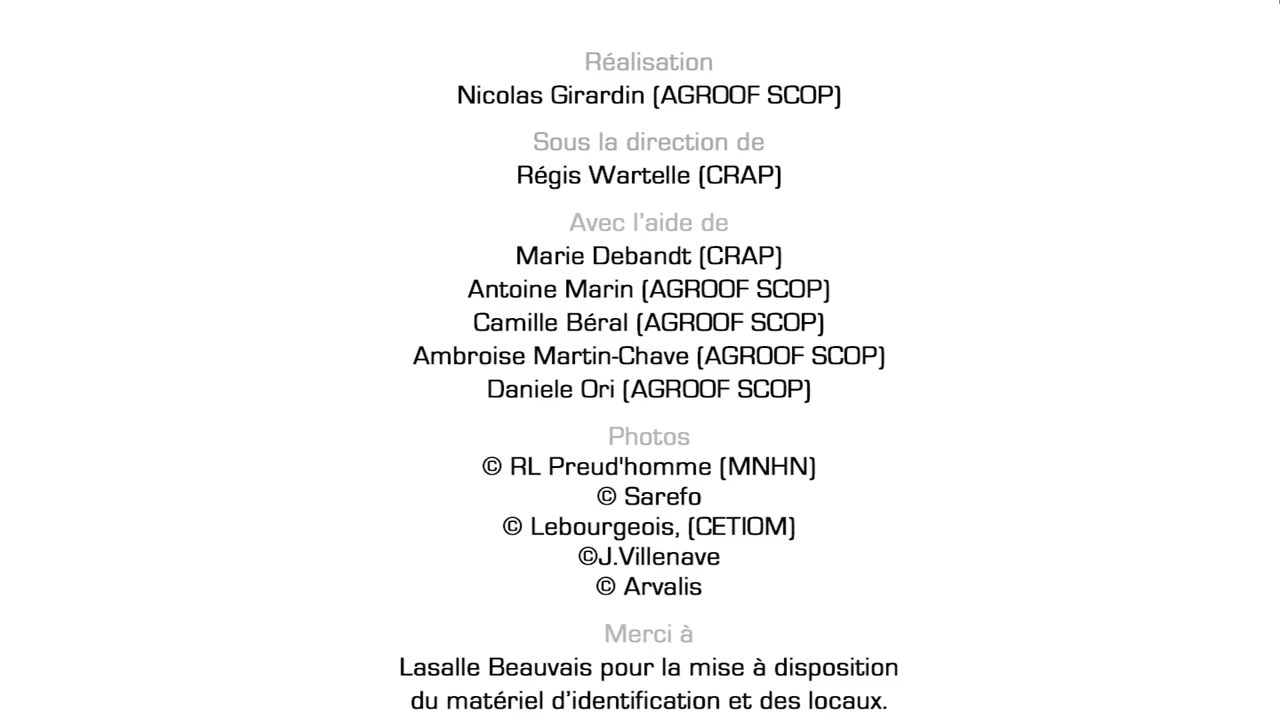 Réalisation
Nicolas Girardin (AGROOF SCOP)
Sous la direction de
Régis Wartelle (CRAP)
Avec l'aide de
Marie Debandt (CRAP)
Antoine Marin (AGROOF SCOP)
Camille Béral (AGROOF SCOP)
Ambroise Martin-Chave (AGROOF SCOP)
Daniele Ori (AGROOF SCOP)
Photos
© RL Preud'homme (MNHN)
© Sarefo
© Lebourgeois, (CETIOM)
©J.Villenave
© Arvalis
Merci à
Lasalle Beauvais pour la mise à disposition
du matériel d'identification et des locaux.